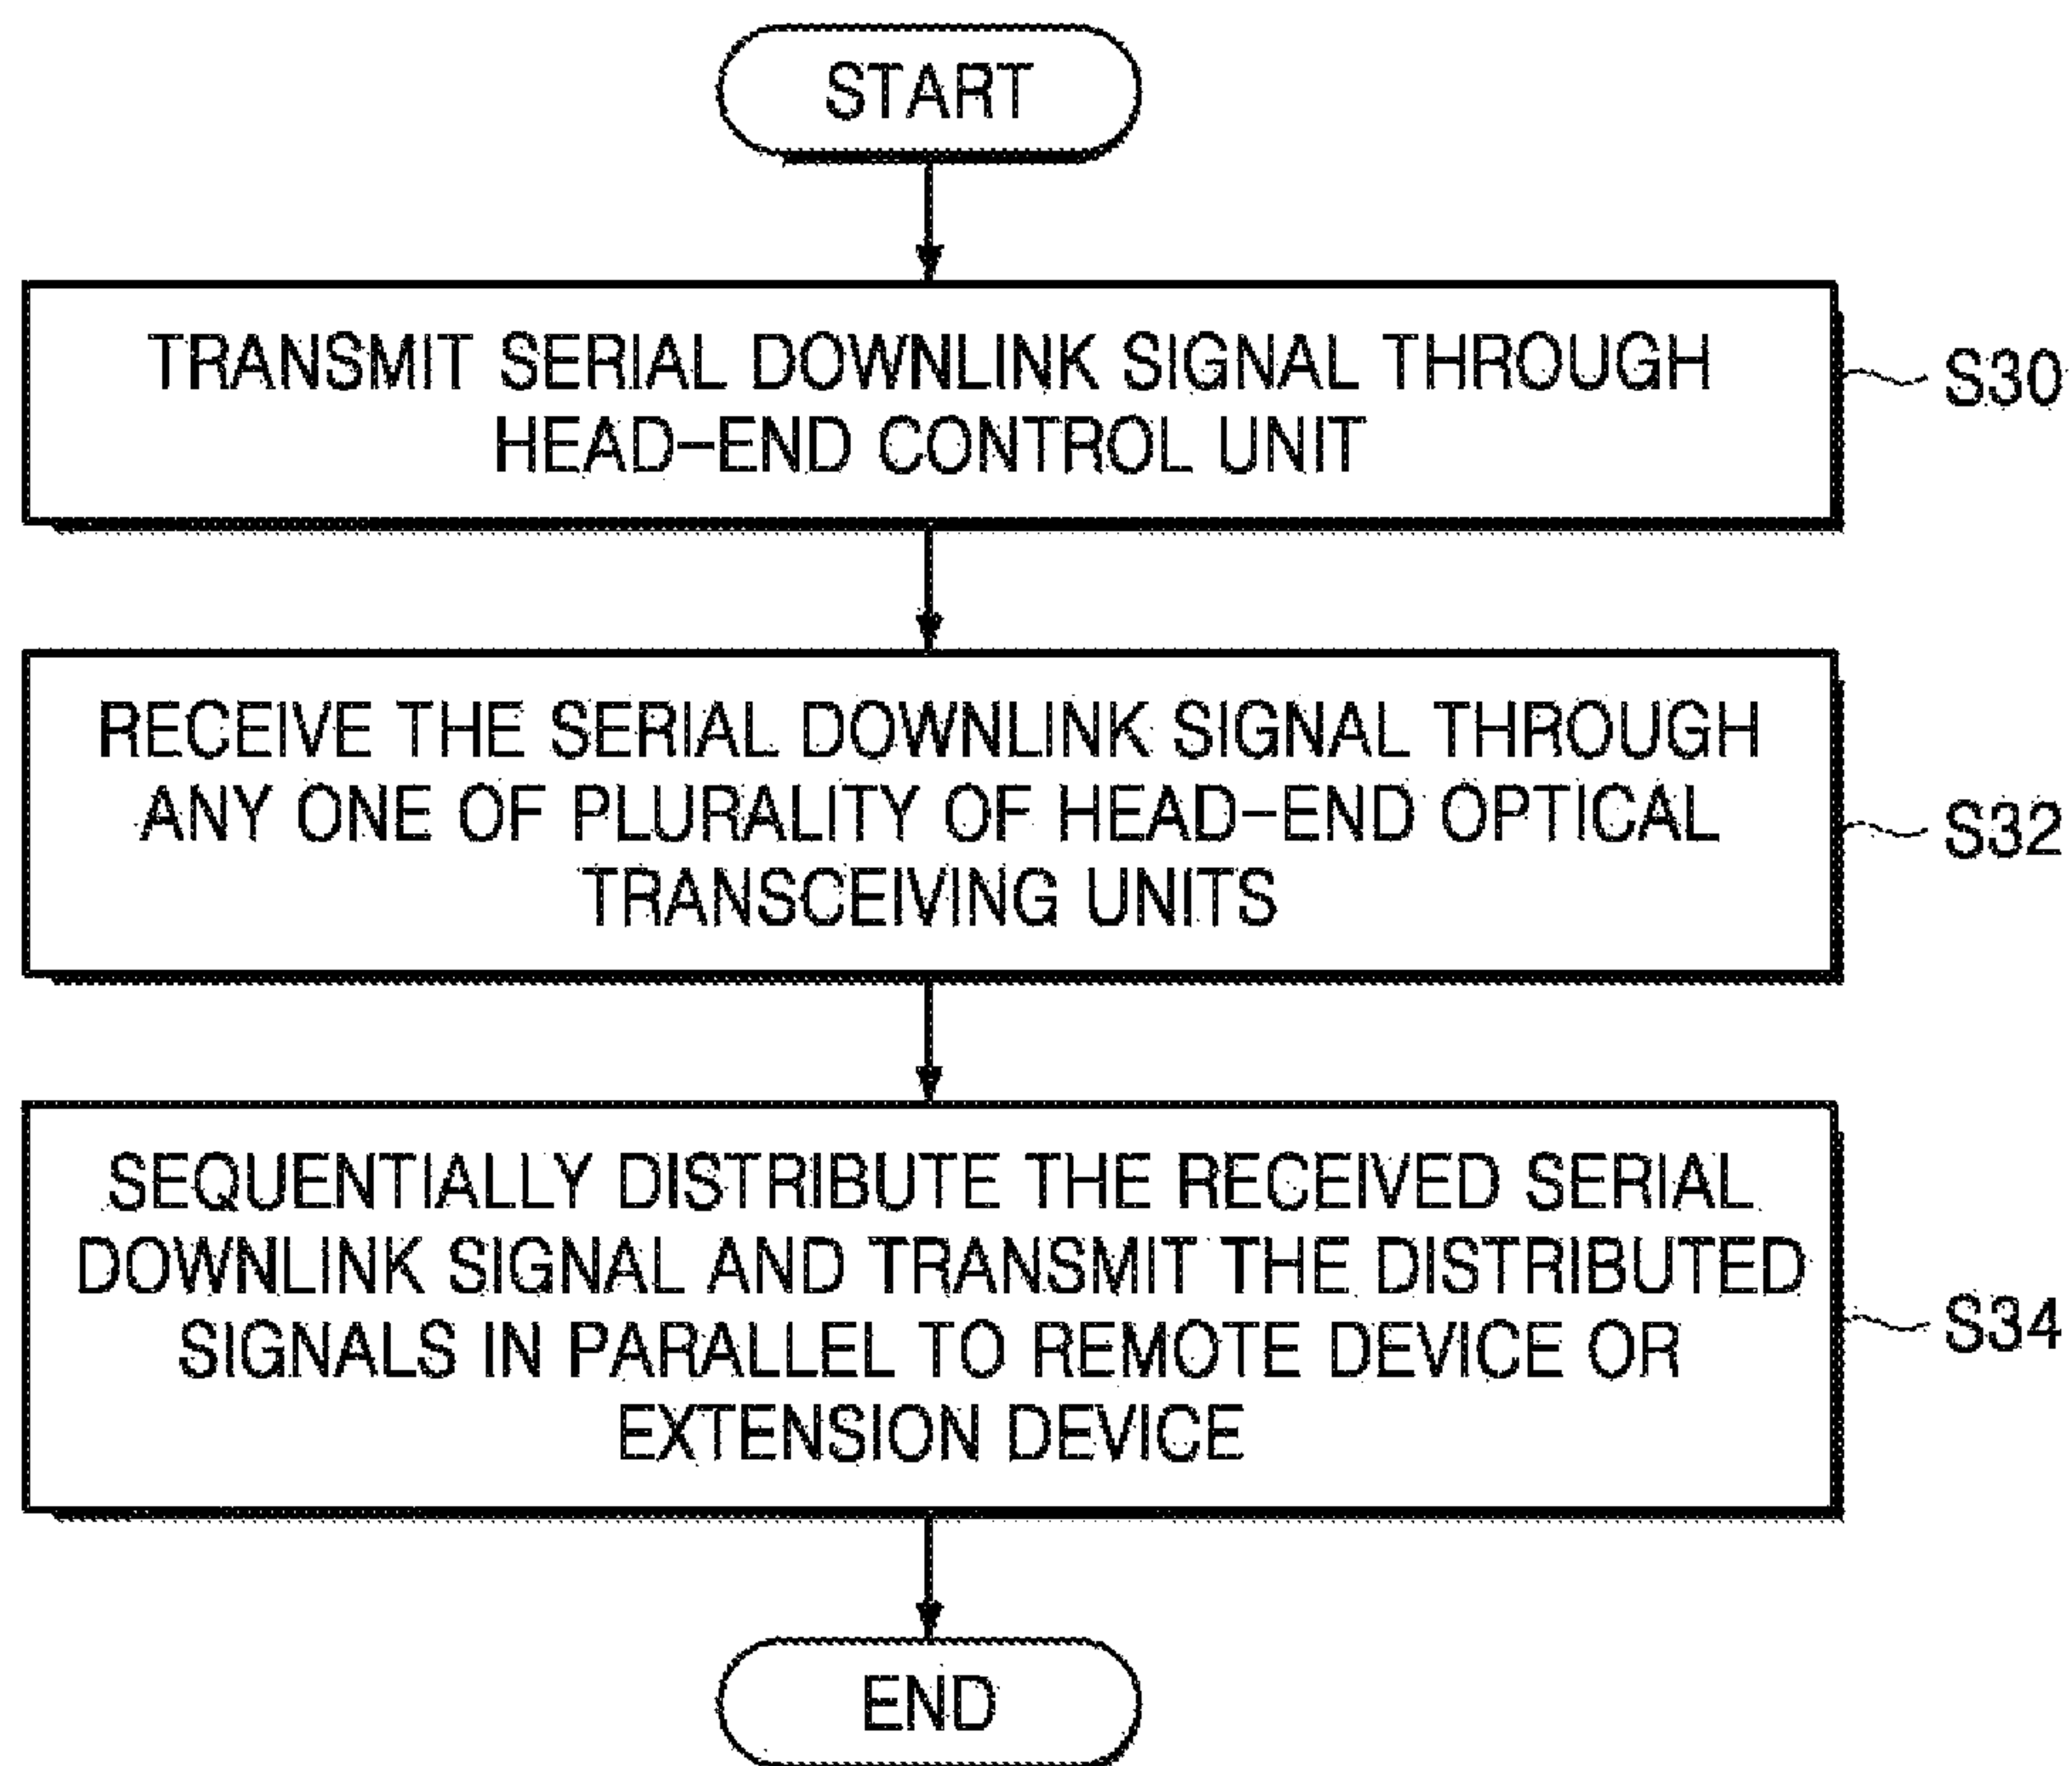 START
TRANSMIT SERIAL DOWNLINK SIGNAL THROUGH
HEAD-END CONTROL UNIT
S30
RECEIVE THE SERIAL DOWNLINK SIGNAL THROUGH
ANY ONE OF PLURALITY OF HEAD-END OPTICAL
TRANSCEIVING UNITS
S32
SEQUENTIALLY DISTRIBUTE THE RECEIVED SERIAL
DOWNLINK SIGNAL AND TRANSMIT THE DISTRIBUTED
SIGNALS IN PARALLEL TO REMOTE DEVICE OR
EXTENSION DEVICE
S34
END